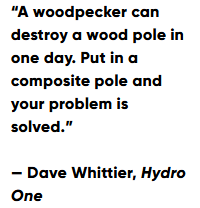 “A woodpecker can
destroy a wood pole in
one day. Put in a
composite pole and
your problem is
solved.”
— Dave Whittier, Hydro
One